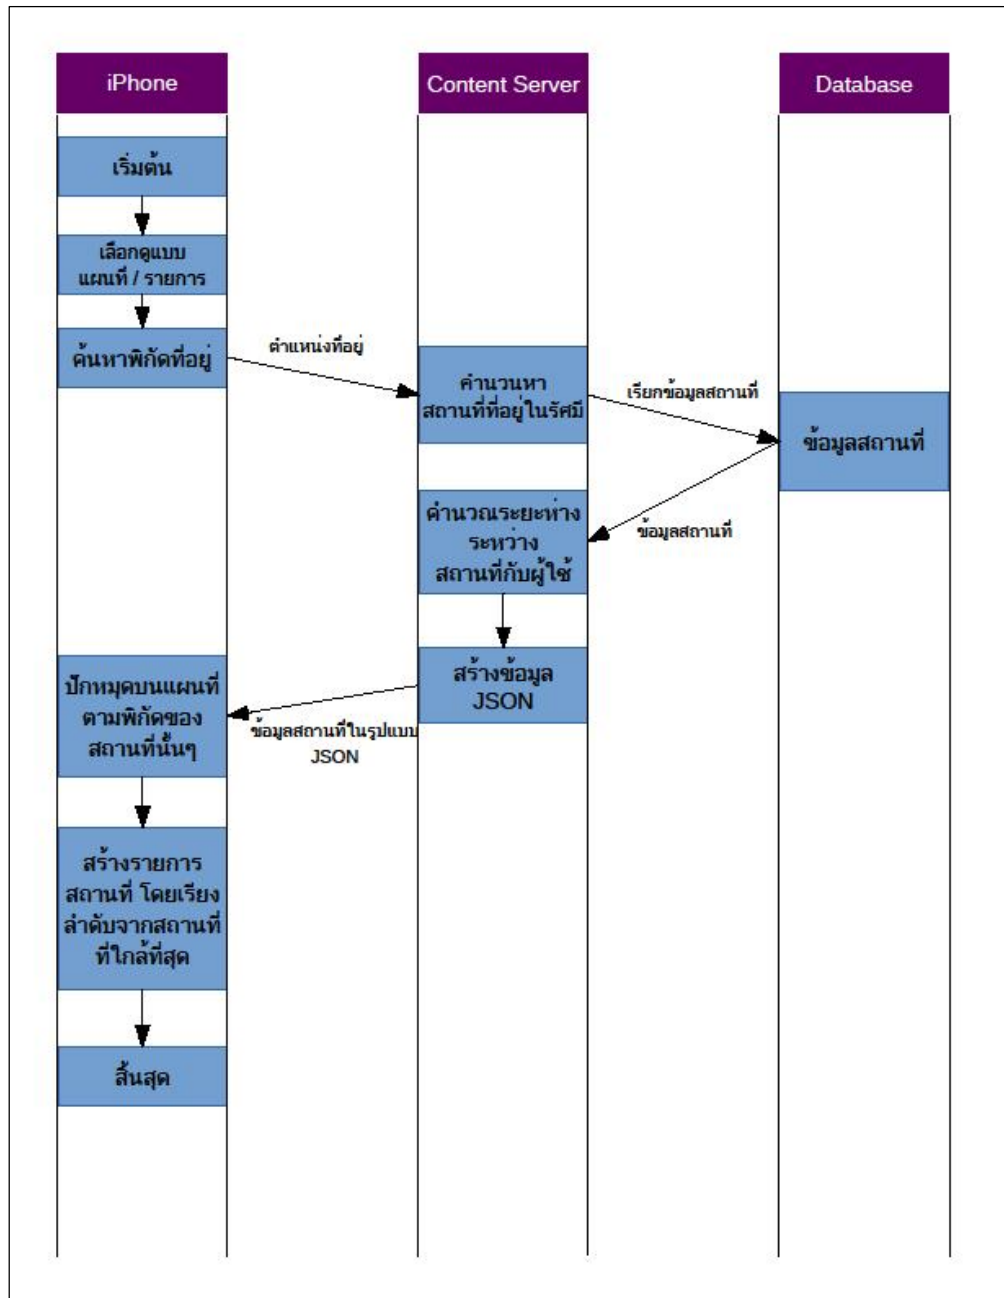 iPhone
Content Server
Database
เริ่มต้น
เลือกดูแบบ
แผนที่ / รายการ
ค้นหาพิกัดที่อยู่
ตำแหน่งที่อยู่
คำนวนหา
สถานที่ที่อยู่ในรัศมี
เรียกข้อมูลสถานที่
ข้อมูลสถานที่
คำนวณระยะห่าง
ระหว่าง
สถานที่กับผู้ใช้
ข้อมูลสถานที่
สร้างข้อมูล
JSON
ข้อมูลสถานที่ในรูปแบบ
JSON
ปักหมุดบนแผนที่
ตามพิกัดของ
สถานที่นั้นๆ
สร้างรายการ
สถานที่ โดยเรียง
ลำดับจากสถานที่
ที่ใกล้ที่สุด
สิ้นสุด